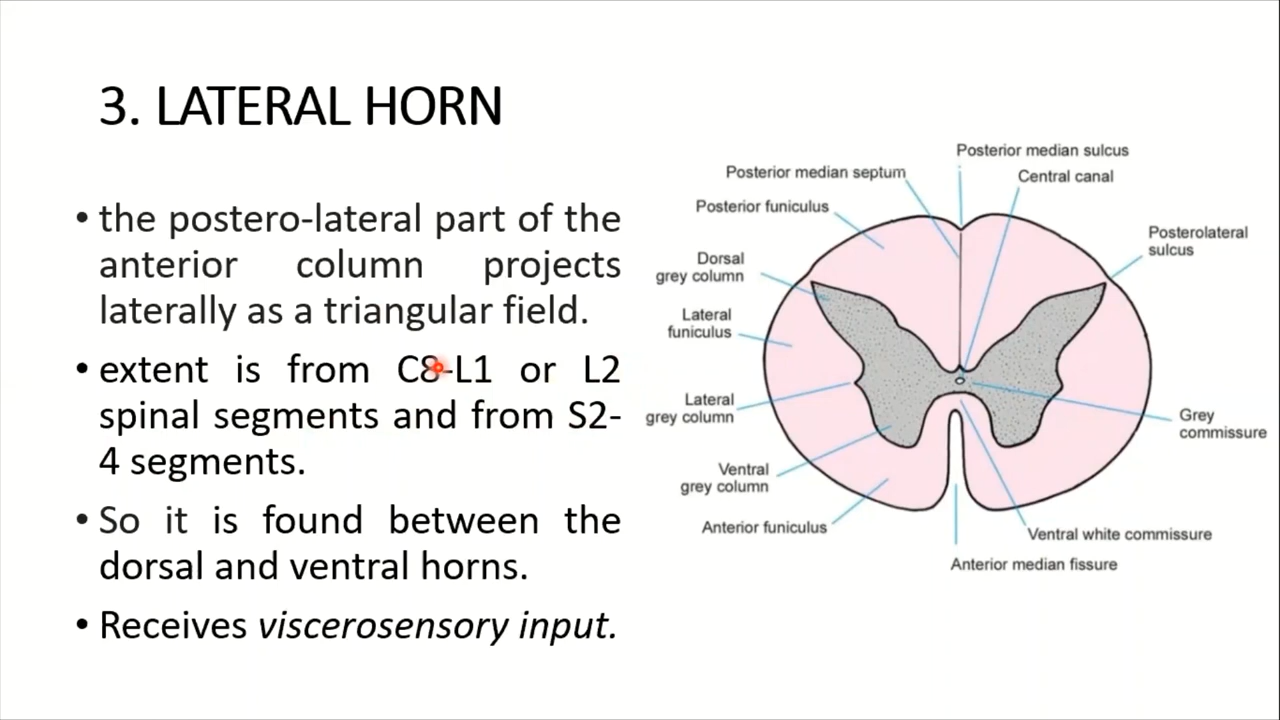 3. LATERAL HORN
• the postero-lateral part of the
anterior column projects
laterally as a triangular field.
• extent is from C8-L1 or L2
spinal segments and from S2-
4 segments.
• So it is found between the
dorsal and ventral horns.
• Receives viscerosensory input.
Posterior median sulcus
Posterior median septum
Central canal
Posterior funiculus
Posterolateral
sulcus
Dorsal
grey column
Lateral
funiculus
Lateral
grey column
Grey
commissure
Ventral
grey column
Anterior funiculus
Ventral white commissure
Anterior median fissure